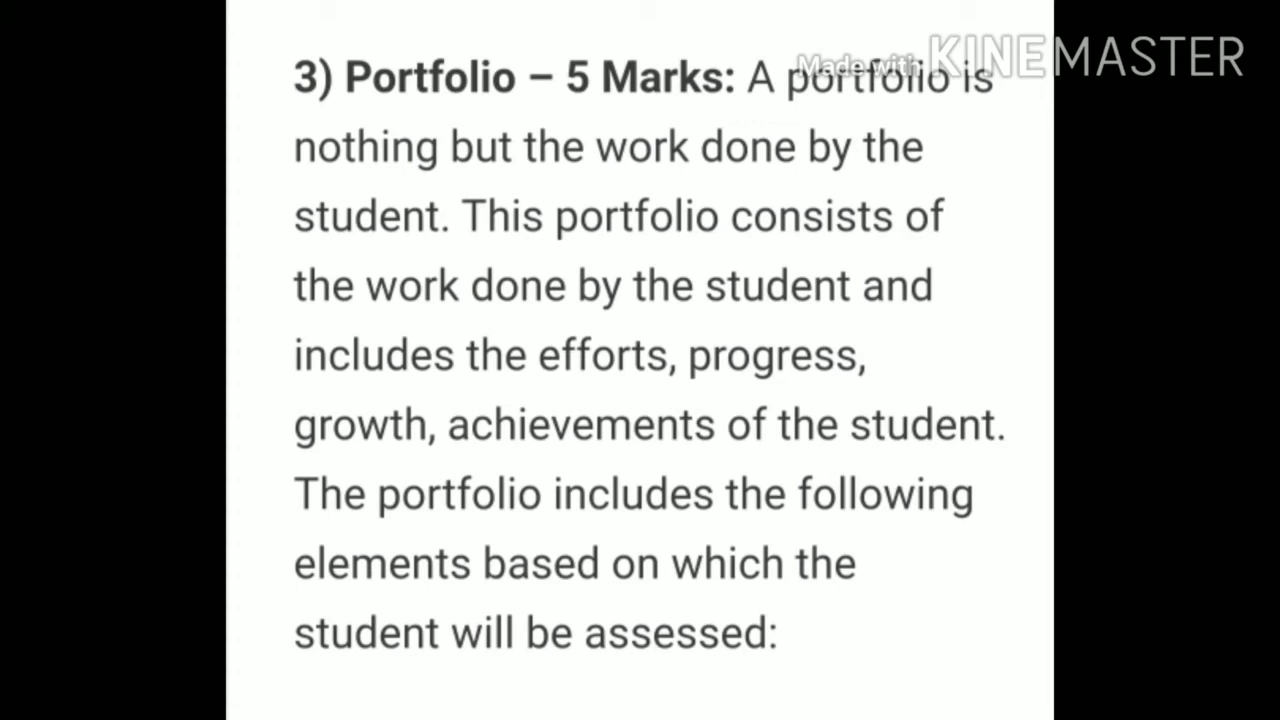 Made with KINEMASTER
3) Portfolio – 5 Marks: A portfolio is
nothing but the work done by the
student. This portfolio consists of
the work done by the student and
includes the efforts, progress,
growth, achievements of the student.
The portfolio includes the following
elements based on which the
student will be assessed: